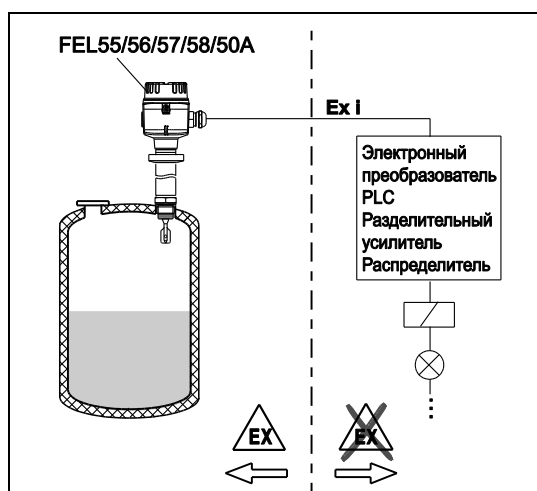 FEL55/56/57/58/50A
Ex i
Электронный
преобразователь
PLC
Разделительный
усилитель
Распределитель
EX
EX